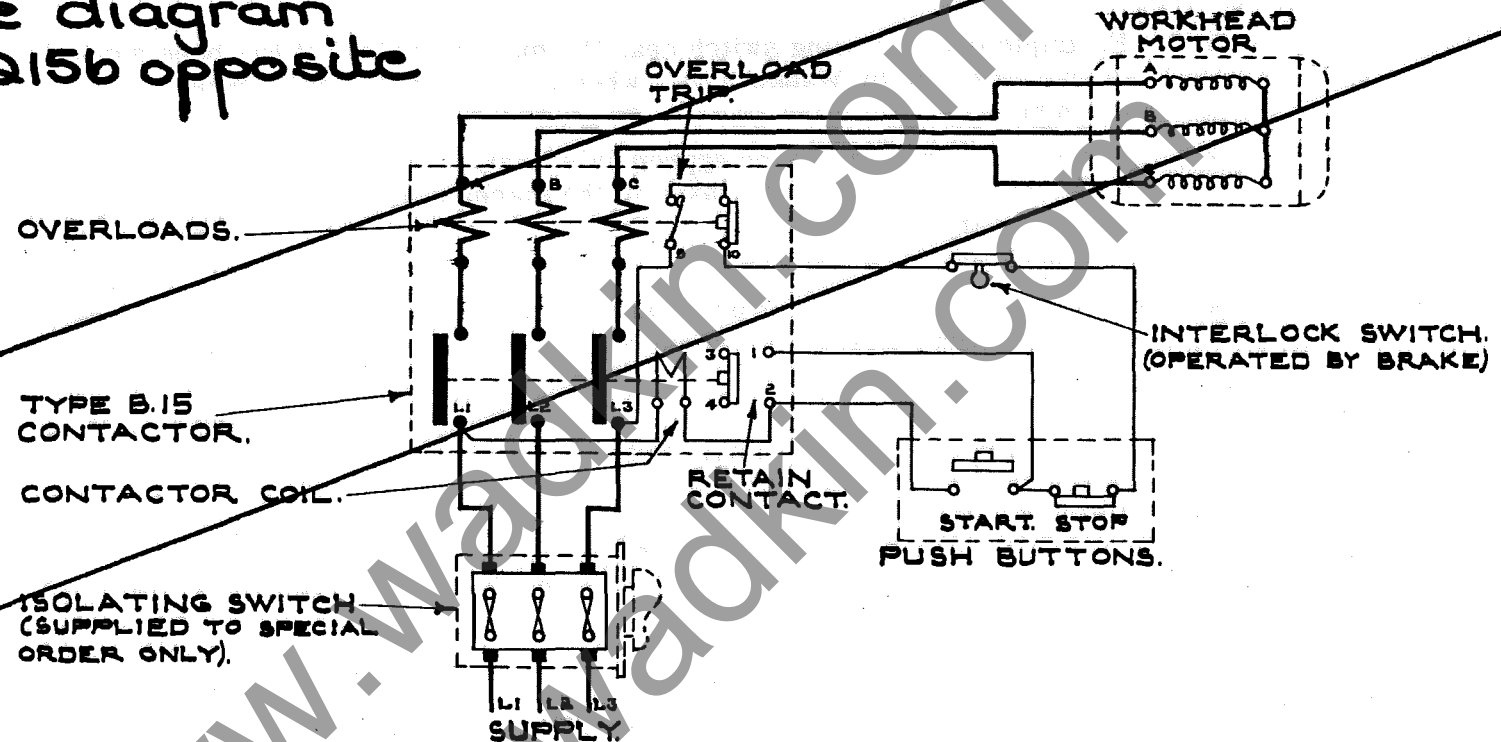 e diagram
Q156 opposite
WORKHEAD
MOTOR
OVERLOAD
TRIP.
A
B
A B C
OVERLOADS.
9 10
INTERLOCK SWITCH.
(OPERATED BY BRAKE)
3 1
TYPE B.15
CONTACTOR.
L1 L2 L3 4 2
CONTACTOR COIL.
RETAIN
CONTACT.
START. STOP
PUSH BUTTONS.
ISOLATING SWITCH
(SUPPLIED TO SPECIAL
ORDER ONLY).
L1 L2 L3
SUPPLY.
www.wadkin.com
wadkin.com